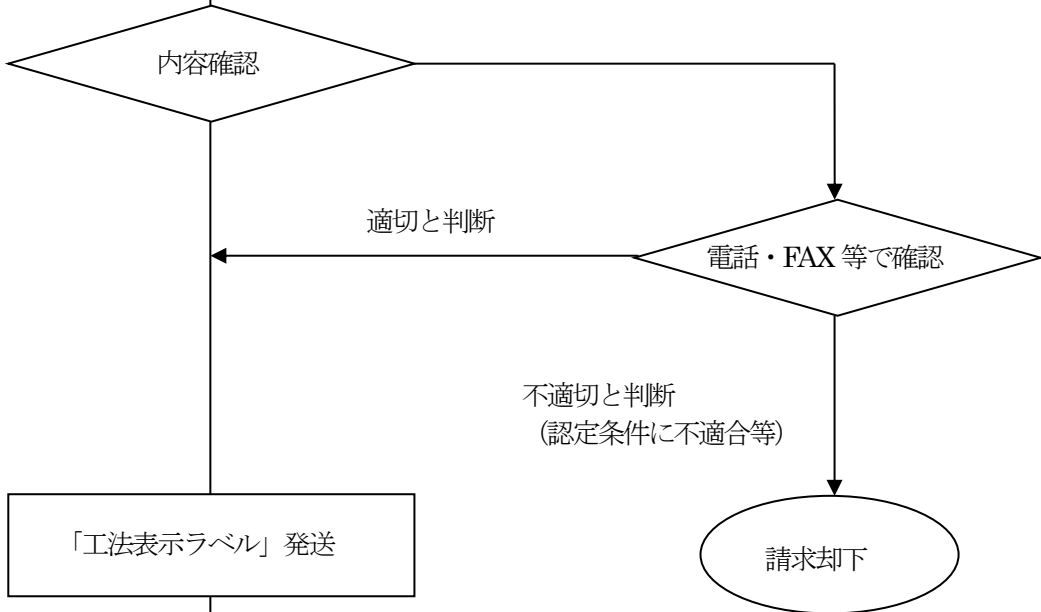 内容確認
適切と判断
電話・FAX 等で確認
不適切と判断
（認定条件に不適合等）
「工法表示ラベル」発送
請求却下